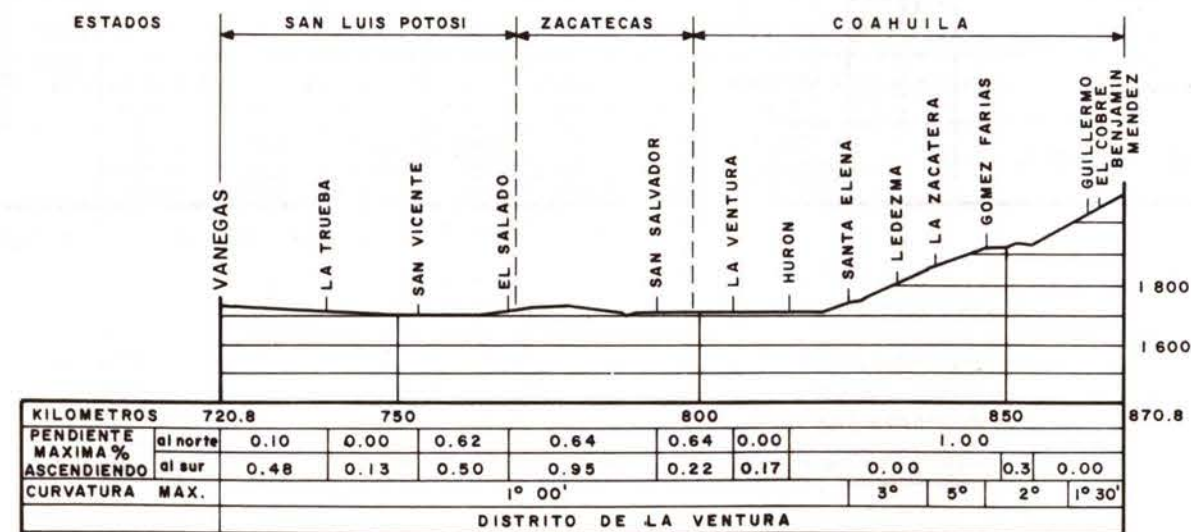 ESTADOS SAN LUIS POTOSI ZACATECAS COAHUILA
VANEGAS
LA TRUEBA
SAN VICENTE
EL SALADO
SAN SALVADOR
LA VENTURA
HURON
SANTA ELENA
LEDEZMA
LA ZACATERA
GOMEZ FARIAS
GUILLERMO
EL COBRE
BENJAMIN
MENDEZ
1 800
1 600
KILOMETROS 720.8 750 800 850 870.8
PENDIENTE MAXIMA % ASCENDIENDO
al norte 0.10 0.00 0.62 0.64 0.64 0.00 1.00
al sur 0.48 0.13 0.50 0.95 0.22 0.17 0.00 0.3 0.00
CURVATURA MAX. 1° 00' 3° 5° 2° 1° 30'
DISTRITO DE LA VENTURA